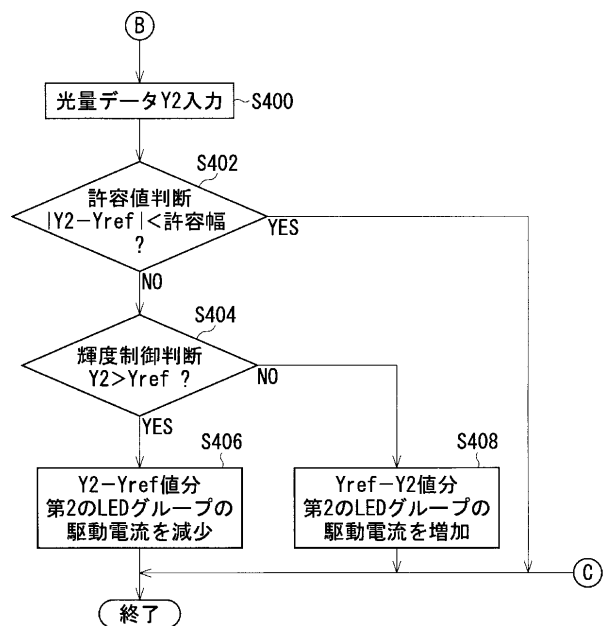 B
光量データY2入力
S400
S402
許容値判断
|Y2−Yref|<許容幅
?
YES
NO
S404
輝度制御判断
Y2>Yref ?
NO
YES
S406
Y2−Yref値分
第2のLEDグループの
駆動電流を減少
S408
Yref−Y2値分
第2のLEDグループの
駆動電流を増加
C
終了